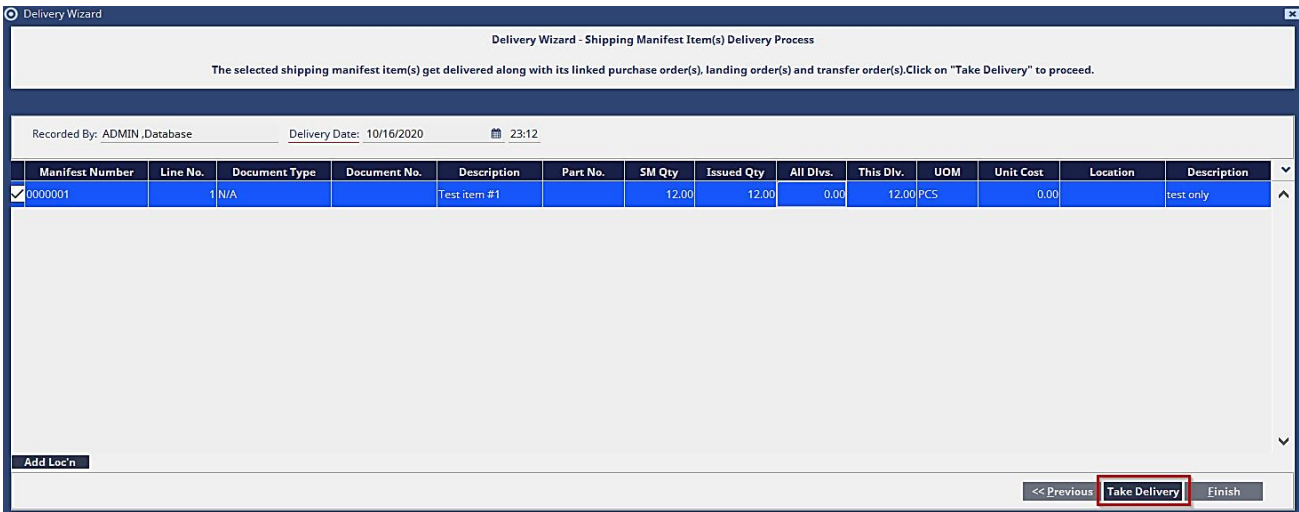 Delivery Wizard
Delivery Wizard - Shipping Manifest Item(s) Delivery Process
The selected shipping manifest item(s) get delivered along with its linked purchase order(s), landing order(s) and transfer order(s).Click on "Take Delivery" to proceed.
Recorded By: ADMIN ,Database Delivery Date: 10/16/2020 23:12
Manifest Number Line No. Document Type Document No. Description Part No. SM Qty Issued Qty All Dlvs. This Dlv. UOM Unit Cost Location Description
0000001 1 N/A Test item #1 12.00 12.00 0.00 12.00 PCS 0.00 test only
Add Loc'n
<< Previous Take Delivery Finish